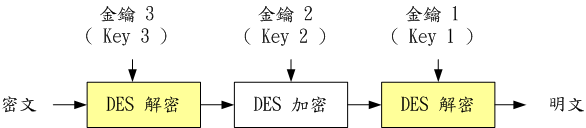 金鑰 3 金鑰 2 金鑰 1
( Key 3 ) ( Key 2 ) ( Key 1 )
密文 DES 解密 DES 加密 DES 解密 明文